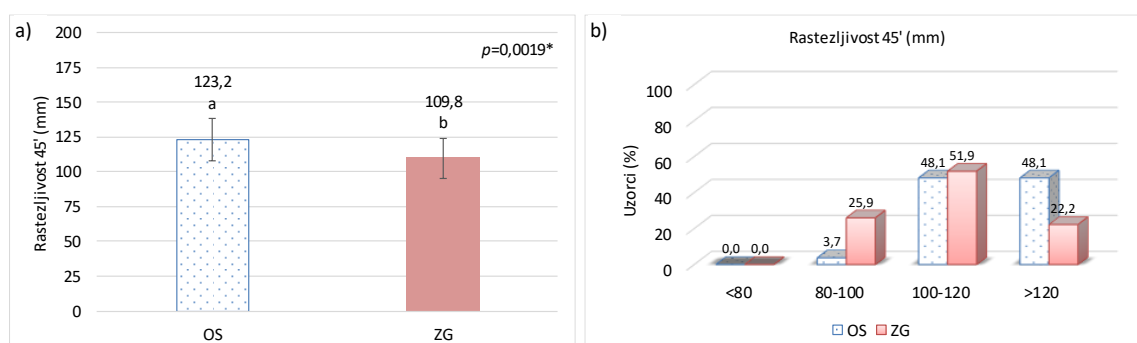 a)
p=0,0019*
Rastezljivost 45' (mm)
200
175
150
125
100
75
50
25
0
123,2
a
109,8
b
OS
ZG
b)
Rastezljivost 45' (mm)
Uzorci (%)
100
80
60
40
20
0
0,0
0,0
3,7
25,9
48,1
51,9
48,1
22,2
<80
80-100
100-120
>120
OS
ZG